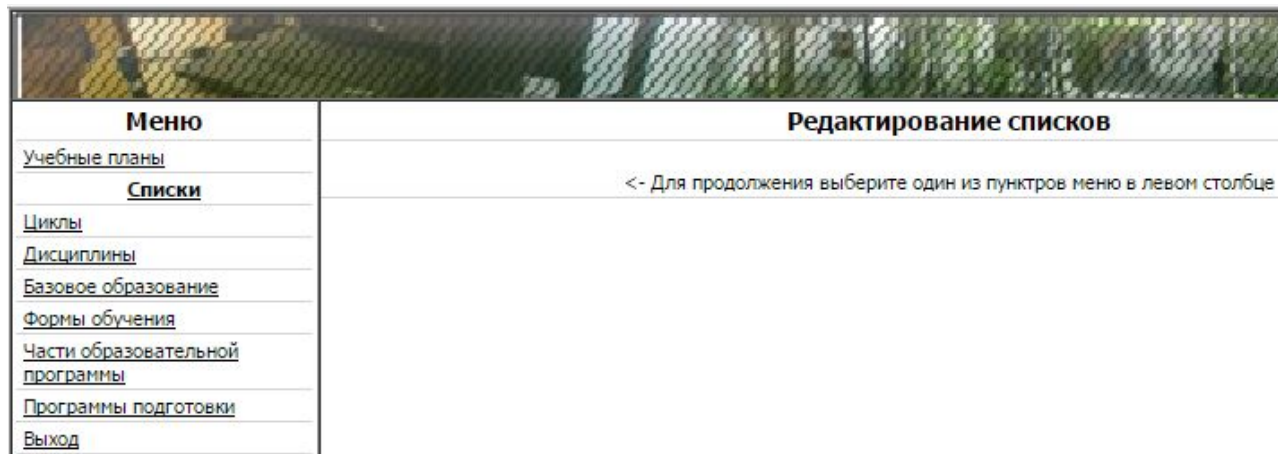 Меню
Учебные планы
Списки
Циклы
Дисциплины
Базовое образование
Формы обучения
Части образовательной
программы
Программы подготовки
Выход
Редактирование списков
<- Для продолжения выберите один из пунктров меню в левом столбце